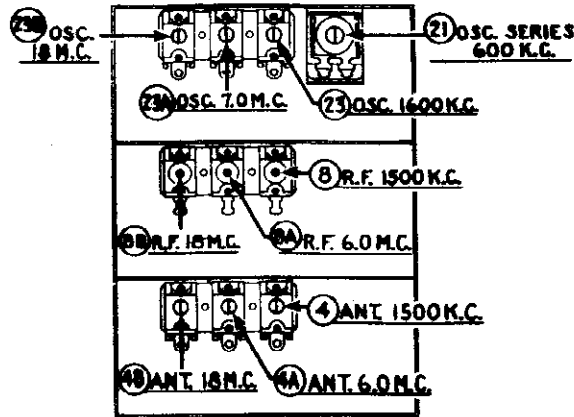 23B OSC. 18 M.C.
21 OSC. SERIES 600 K.C.
23A OSC. 7.0 M.C.
23 OSC. 1600 K.C.
8 R.F. 1500 K.C.
8B R.F. 18 M.C.
8A R.F. 6.0 M.C.
4 ANT. 1500 K.C.
4B ANT. 18 M.C.
4A ANT. 6.0 M.C.